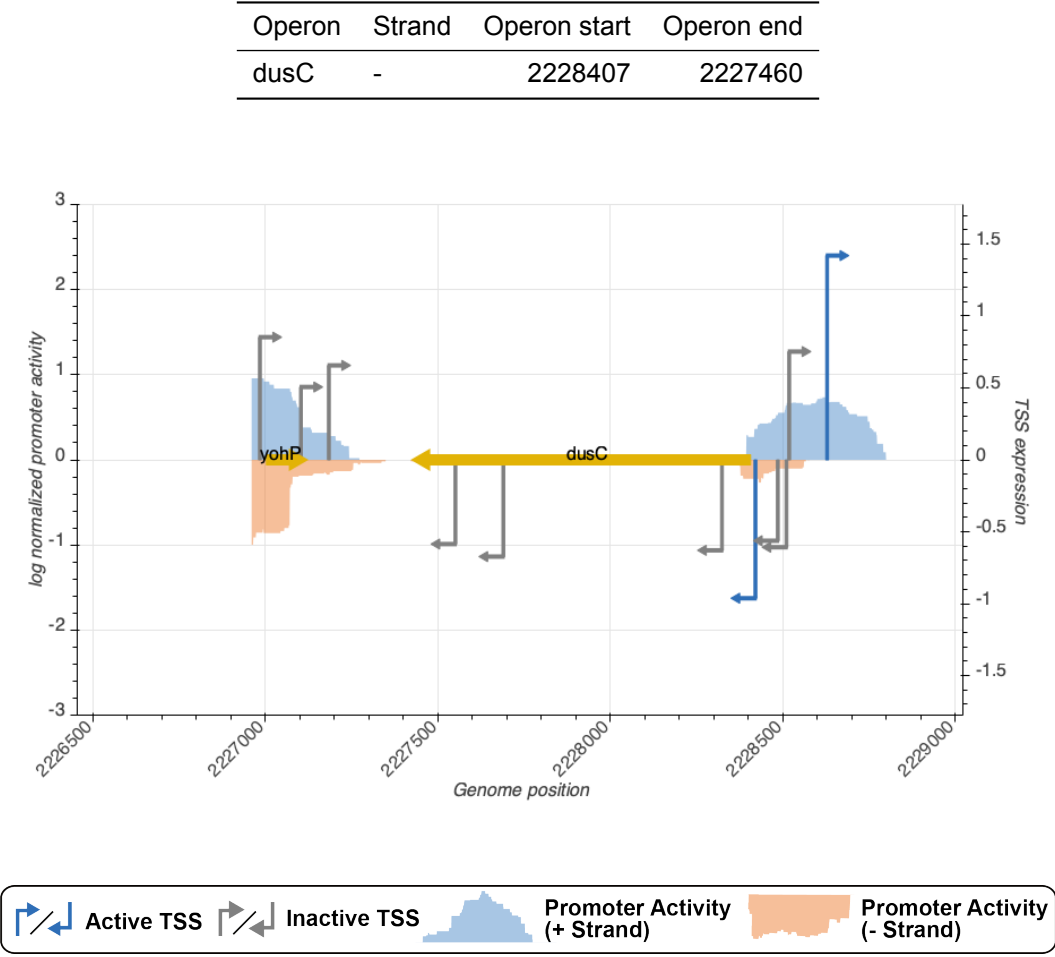 Operon Strand Operon start Operon end
dusC - 2228407 2227460
3
2
1
0
-1
-2
-3
log normalized promoter activity
1.5
1
0.5
0
-0.5
-1
-1.5
TSS expression
yohP
dusC
2226500 2227000 2227500 2228000 2228500 2229000
Genome position
Active TSS
Inactive TSS
Promoter Activity
(+ Strand)
Promoter Activity
(- Strand)